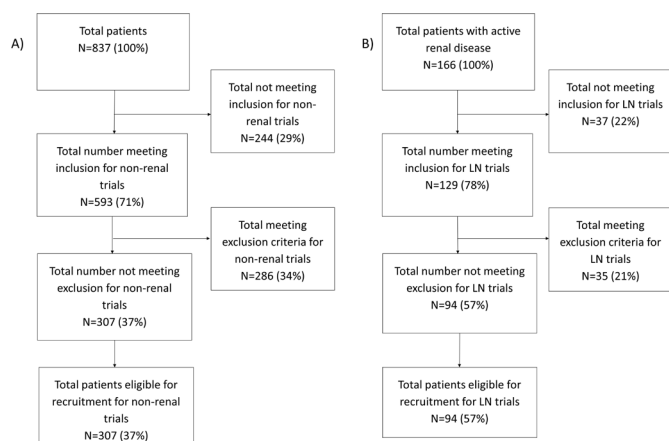 A)
Total patients
N=837 (100%)
Total not meeting
inclusion for non-
renal trials
N=244 (29%)
Total number meeting
inclusion for non-renal
trials
N=593 (71%)
Total meeting
exclusion criteria for
non-renal trials
N=286 (34%)
Total number not meeting
exclusion for non-renal
trials
N=307 (37%)
Total patients eligible for
recruitment for non-renal
trials
N=307 (37%)
B)
Total patients with active
renal disease
N=166 (100%)
Total not meeting
inclusion for LN trials
N=37 (22%)
Total number meeting
inclusion for LN trials
N=129 (78%)
Total meeting
exclusion criteria for
LN trials
N=35 (21%)
Total number not meeting
exclusion for LN trials
N=94 (57%)
Total patients eligible for
recruitment for LN trials
N=94 (57%)